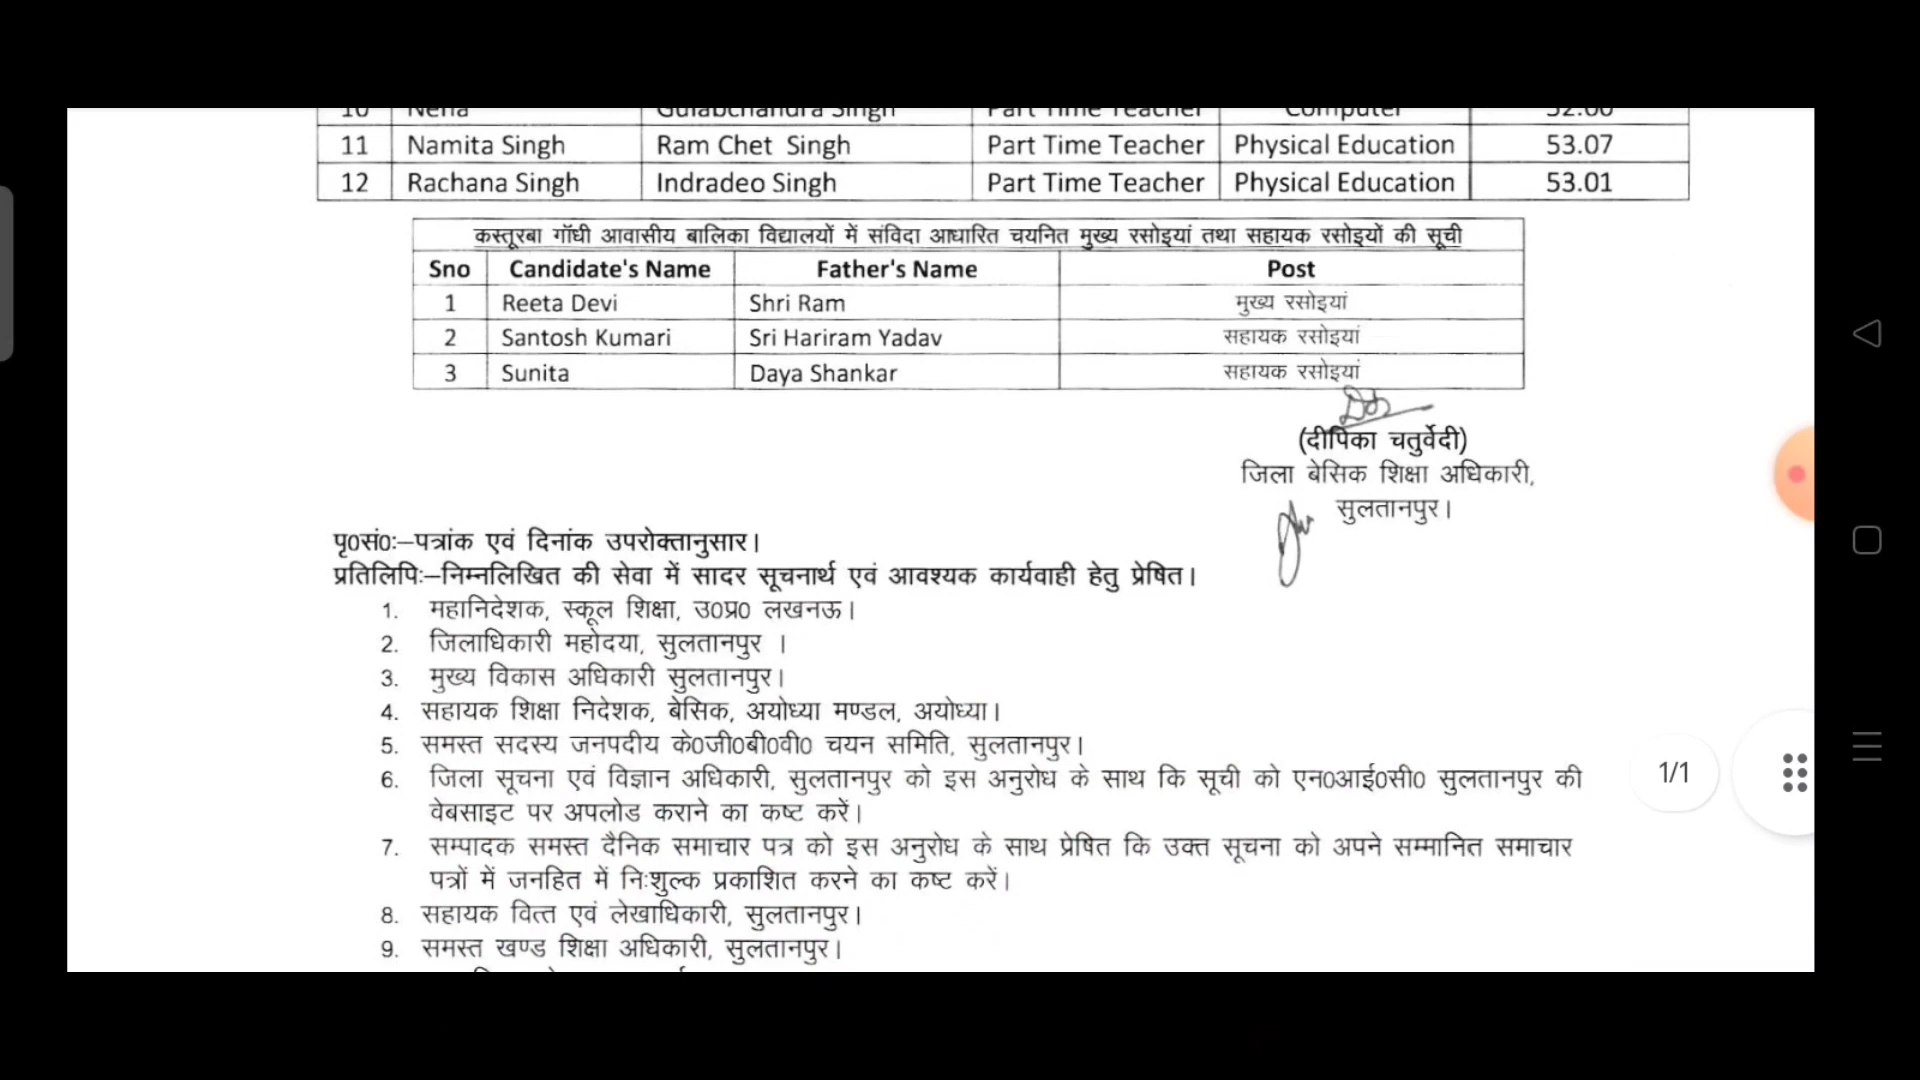 11 Namita Singh Ram Chet Singh Part Time Teacher Physical Education 53.07
12 Rachana Singh Indradeo Singh Part Time Teacher Physical Education 53.01
कस्तूरबा गॉधी आवासीय बालिका विद्यालयों में संविदा आधारित चयनित मुख्य रसोइयां तथा सहायक रसोइयों की सूची
Sno Candidate's Name Father's Name Post
1 Reeta Devi Shri Ram मुख्य रसोइयां
2 Santosh Kumari Sri Hariram Yadav सहायक रसोइयां
3 Sunita Daya Shankar सहायक रसोइयां
(दीपिका चतुर्वेदी)
जिला बेसिक शिक्षा अधिकारी,
सुलतानपुर।
पृ0सं0:–पत्रांक एवं दिनांक उपरोक्तानुसार।
प्रतिलिपिः–निम्नलिखित की सेवा में सादर सूचनार्थ एवं आवश्यक कार्यवाही हेतु प्रेषित।
1. महानिदेशक, स्कूल शिक्षा, उ0प्र0 लखनऊ।
2. जिलाधिकारी महोदया, सुलतानपुर ।
3. मुख्य विकास अधिकारी सुलतानपुर।
4. सहायक शिक्षा निदेशक, बेसिक, अयोध्या मण्डल, अयोध्या।
5. समस्त सदस्य जनपदीय के0जी0बी0वी0 चयन समिति, सुलतानपुर।
6. जिला सूचना एवं विज्ञान अधिकारी, सुलतानपुर को इस अनुरोध के साथ कि सूची को एन0आई0सी0 सुलतानपुर की
वेबसाइट पर अपलोड कराने का कष्ट करें।
1/1
7. सम्पादक समस्त दैनिक समाचार पत्र को इस अनुरोध के साथ प्रेषित कि उक्त सूचना को अपने सम्मानित समाचार
पत्रों में जनहित में निःशुल्क प्रकाशित करने का कष्ट करें।
8. सहायक वित्त एवं लेखाधिकारी, सुलतानपुर।
9. समस्त खण्ड शिक्षा अधिकारी, सुलतानपुर।